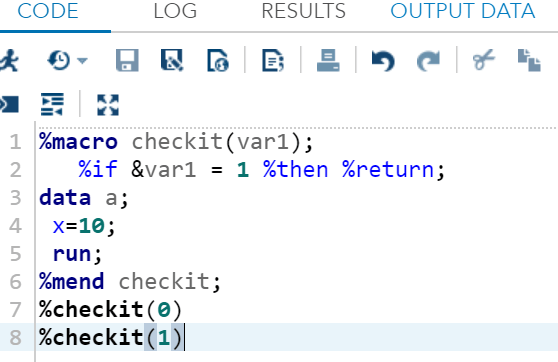 CODE LOG RESULTS OUTPUT DATA
1 %macro checkit(var1);
2 %if &var1 = 1 %then %return;
3 data a;
4 x=10;
5 run;
6 %mend checkit;
7 %checkit(0)
8 %checkit(1)